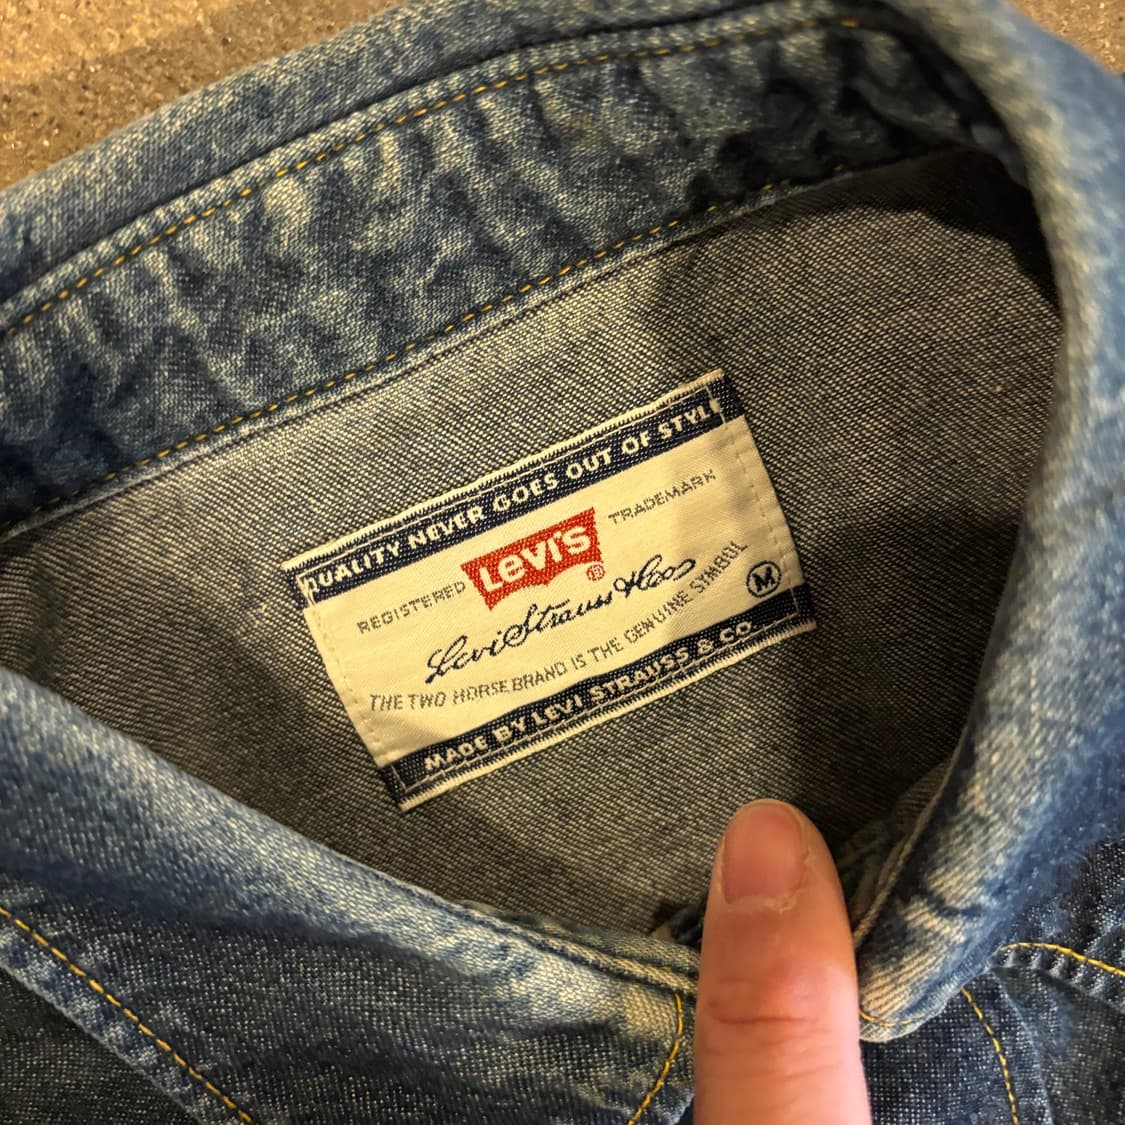 QUALITY NEVER GOES OUT OF STYLE
REGISTERED LEVI'S ® TRADEMARK
Levi Strauss & Co
THE TWO HORSE BRAND IS THE GENUINE SYMBOL
M
MADE BY LEVI STRAUSS & CO.